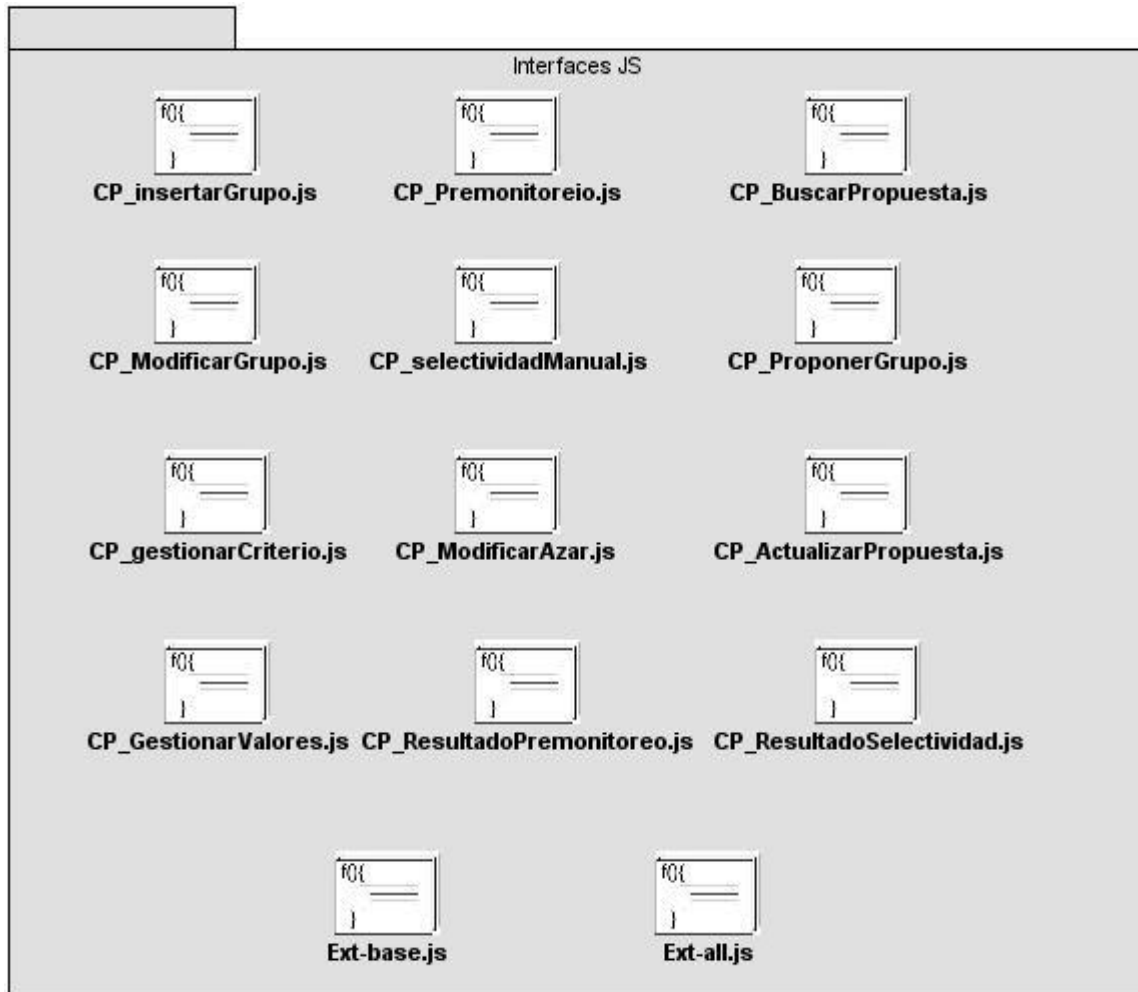 Interfaces JS
f(){
}
f(){
}
f(){
}
CP_insertarGrupo.js CP_Premonitoreio.js CP_BuscarPropuesta.js
f(){
}
f(){
}
f(){
}
CP_ModificarGrupo.js CP_selectividadManual.js CP_ProponerGrupo.js
f(){
}
f(){
}
f(){
}
CP_gestionarCriterio.js CP_ModificarAzar.js CP_ActualizarPropuesta.js
f(){
}
f(){
}
f(){
}
CP_GestionarValores.js CP_ResultadoPremonitoreo.js CP_ResultadoSelectividad.js
f(){
}
f(){
}
Ext-base.js Ext-all.js